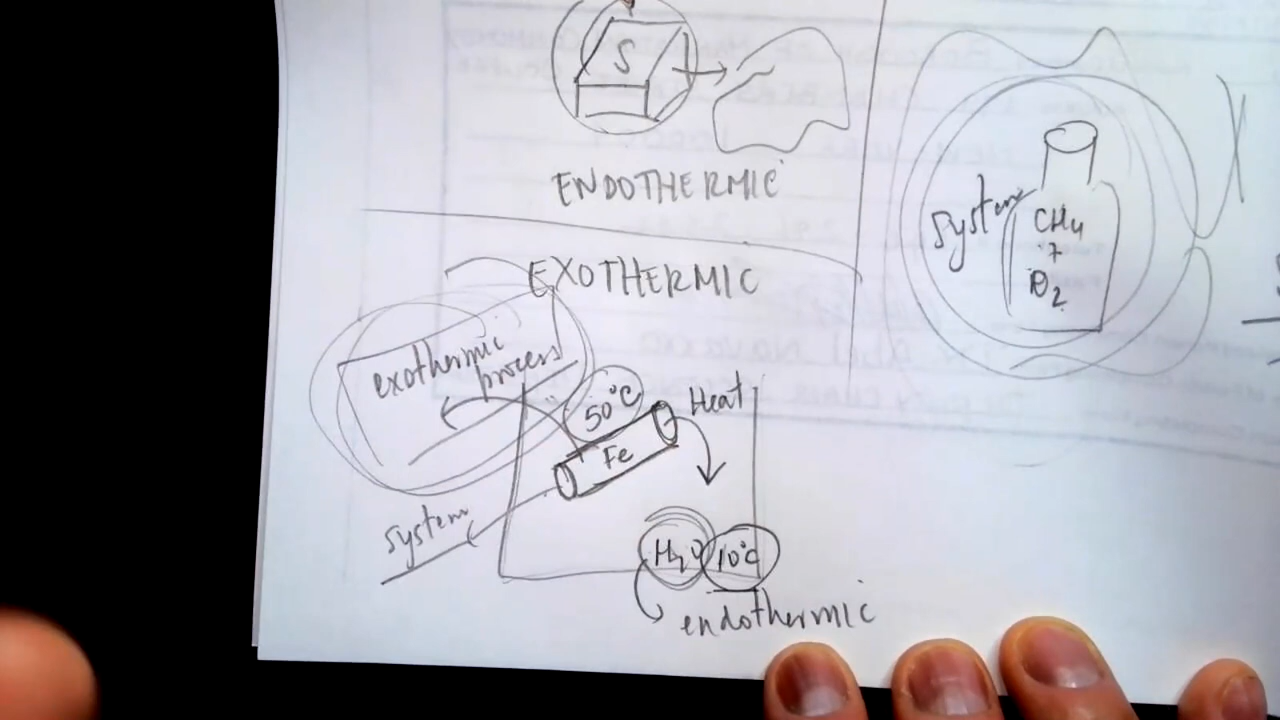 S
ENDOTHERMIC
EXOTHERMIC
exothermic
process
50°C
Heat
Fe
system
H2O
10°C
endothermic
system
CH4
+
O2